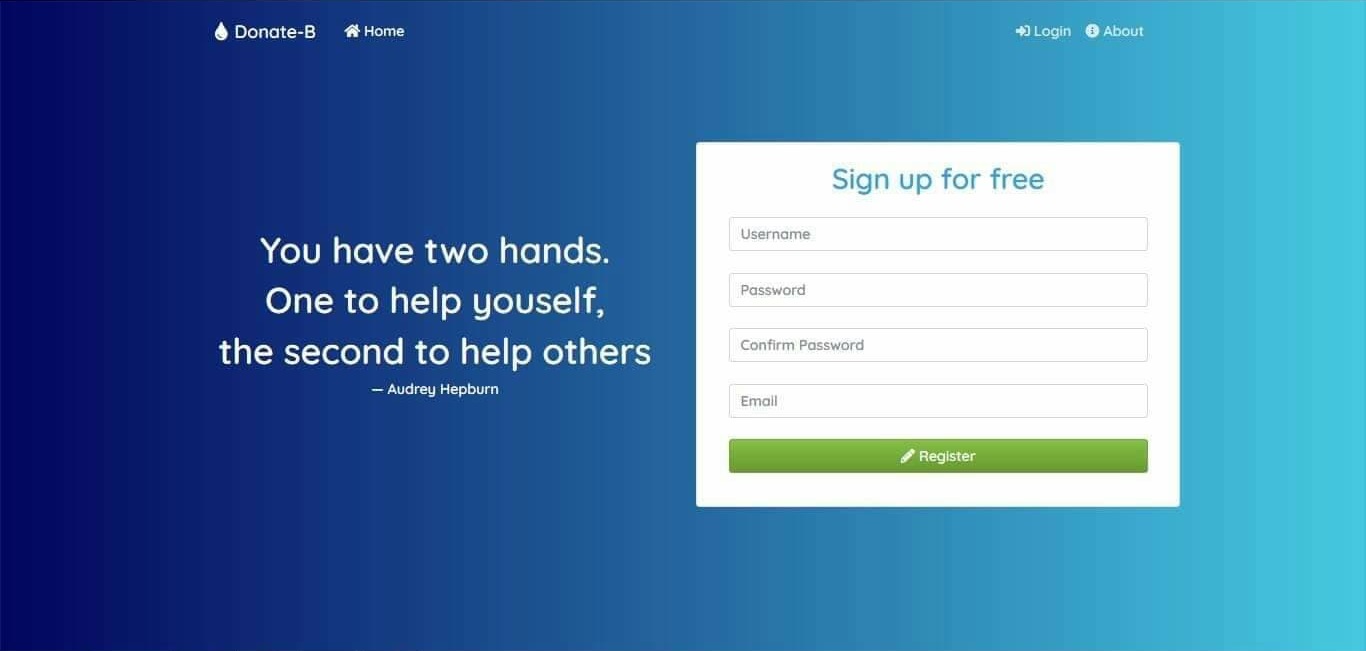 Donate-B Home Login About
Sign up for free
You have two hands.
One to help youself,
the second to help others
— Audrey Hepburn
Username
Password
Confirm Password
Email
Register